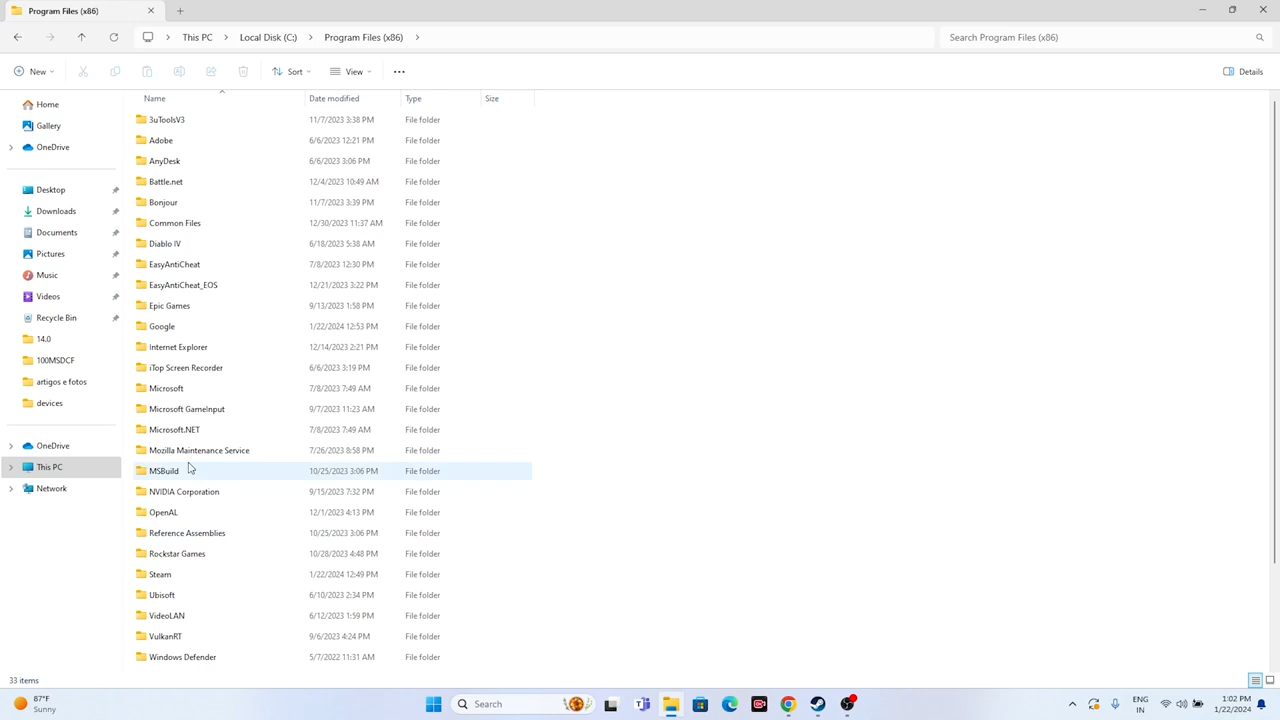 Program Files (x86)
This PC
Local Disk (C:)
Program Files (x86)
Search Program Files (x86)
New
Sort
View
Details
Name
Date modified
Type
Size
Home
Gallery
OneDrive
Desktop
Downloads
Documents
Pictures
Music
Videos
Recycle Bin
14.0
100MSDCF
artigos e fotos
devices
OneDrive
This PC
Network
3uToolsV3 11/7/2023 3:38 PM File folder
Adobe 6/6/2023 12:21 PM File folder
AnyDesk 6/6/2023 3:06 PM File folder
Battle.net 12/4/2023 10:49 AM File folder
Bonjour 11/7/2023 3:39 PM File folder
Common Files 12/30/2023 11:37 AM File folder
Diablo IV 6/18/2023 5:38 AM File folder
EasyAntiCheat 7/8/2023 12:30 PM File folder
EasyAntiCheat_EOS 12/21/2023 3:22 PM File folder
Epic Games 9/13/2023 1:58 PM File folder
Google 1/22/2024 12:53 PM File folder
Internet Explorer 12/14/2023 2:21 PM File folder
iTop Screen Recorder 6/6/2023 3:19 PM File folder
Microsoft 7/8/2023 7:49 AM File folder
Microsoft GameInput 9/7/2023 11:23 AM File folder
Microsoft.NET 7/8/2023 7:49 AM File folder
Mozilla Maintenance Service 7/26/2023 8:58 PM File folder
MSBuild 10/25/2023 3:06 PM File folder
NVIDIA Corporation 9/15/2023 7:32 PM File folder
OpenAL 12/1/2023 4:13 PM File folder
Reference Assemblies 10/25/2023 3:06 PM File folder
Rockstar Games 10/28/2023 4:48 PM File folder
Steam 1/22/2024 12:49 PM File folder
Ubisoft 6/10/2023 2:34 PM File folder
VideoLAN 6/12/2023 1:59 PM File folder
VulkanRT 9/6/2023 4:24 PM File folder
Windows Defender 5/7/2022 11:31 AM File folder
33 items
87°F
Sunny
Search
ENG
IN
1:02 PM
1/22/2024